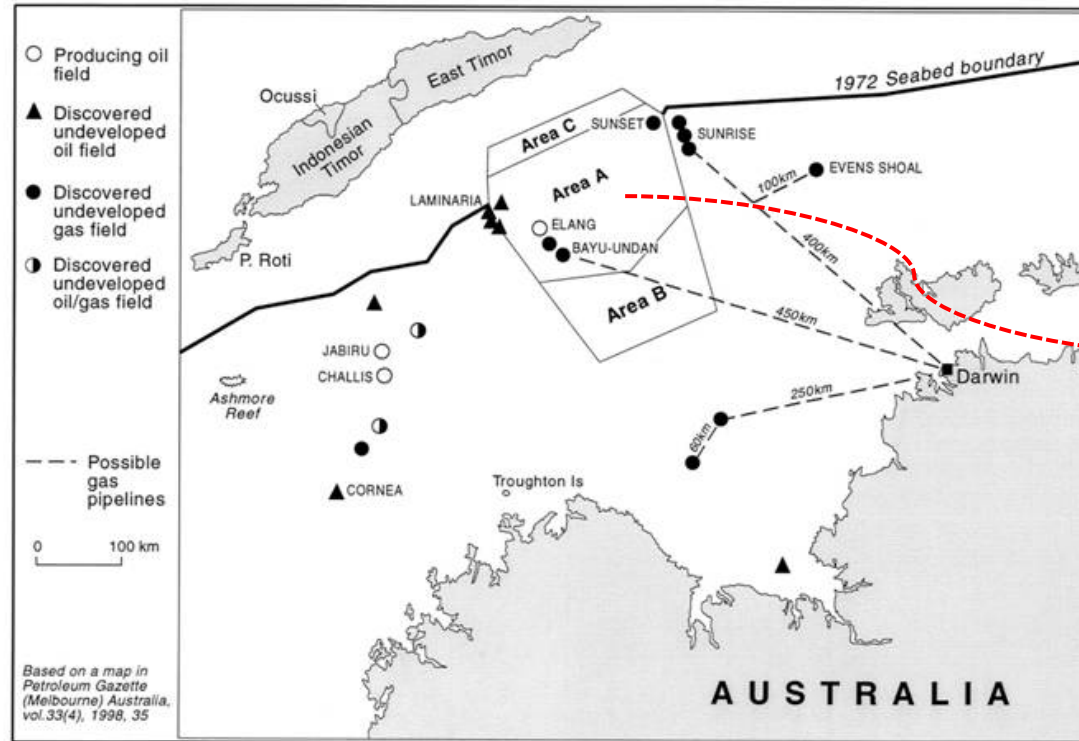 Producing oil
field
Discovered
undeveloped
oil field
Discovered
undeveloped
gas field
Discovered
undeveloped
oil/gas field
Possible
gas
pipelines
0 100 km
Based on a map in
Petroleum Gazette
(Melbourne) Australia,
vol.33(4), 1998, 35
East Timor
Ocussi
Indonesian
Timor
P. Roti
1972 Seabed boundary
Area C
SUNSET
SUNRISE
EVENS SHOAL
100km
Area A
LAMINARIA
ELANG
BAYU-UNDAN
400km
Area B
450km
JABIRU
CHALLIS
Ashmore
Reef
Darwin
250km
60km
CORNEA
Troughton Is
AUSTRALIA